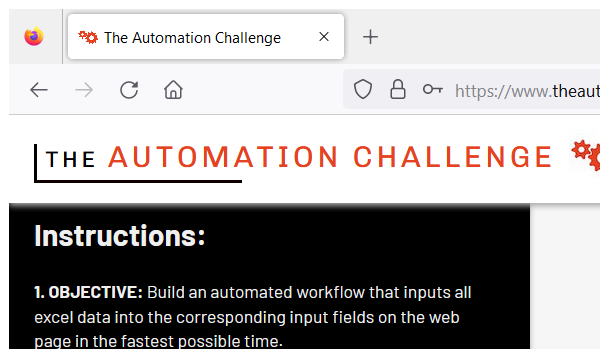 The Automation Challenge
https://www.theaut
THE AUTOMATION CHALLENGE
Instructions:
1. OBJECTIVE: Build an automated workflow that inputs all
excel data into the corresponding input fields on the web
page in the fastest possible time.